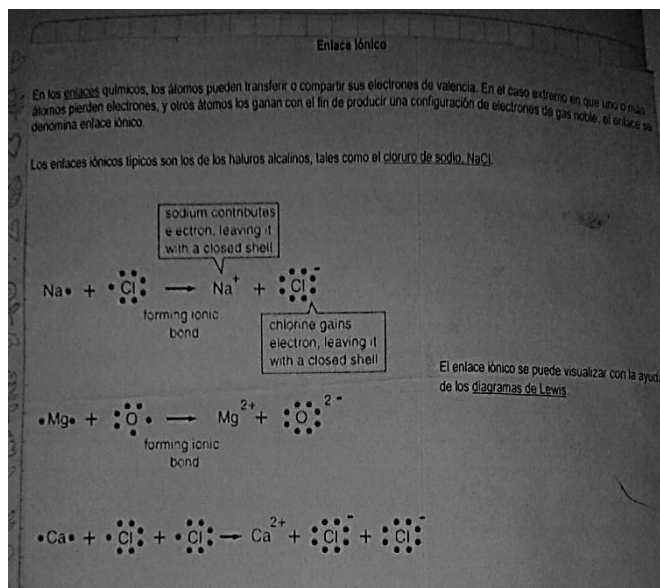 Enlace Iónico
En los enlaces químicos, los átomos pueden transferir o compartir sus electrones de valencia. En el caso extremo en que uno o más
átomos pierden electrones, y otros átomos los ganan con el fin de producir una configuración de electrones de gas noble, el enlace se
denomina enlace iónico.
Los enlaces iónicos típicos son los de los haluros alcalinos, tales como el cloruro de sodio, NaCl.
sodium contributes
electron, leaving it
with a closed shell
Na• + •Cl: → Na⁺ + :Cl:⁻
forming ionic
bond
chlorine gains
electron, leaving it
with a closed shell
El enlace iónico se puede visualizar con la ayuda
de los diagramas de Lewis.
•Mg• + :O• → Mg²⁺ + :O:²⁻
forming ionic
bond
•Ca• + •Cl: + •Cl: → Ca²⁺ + :Cl:⁻ + :Cl:⁻